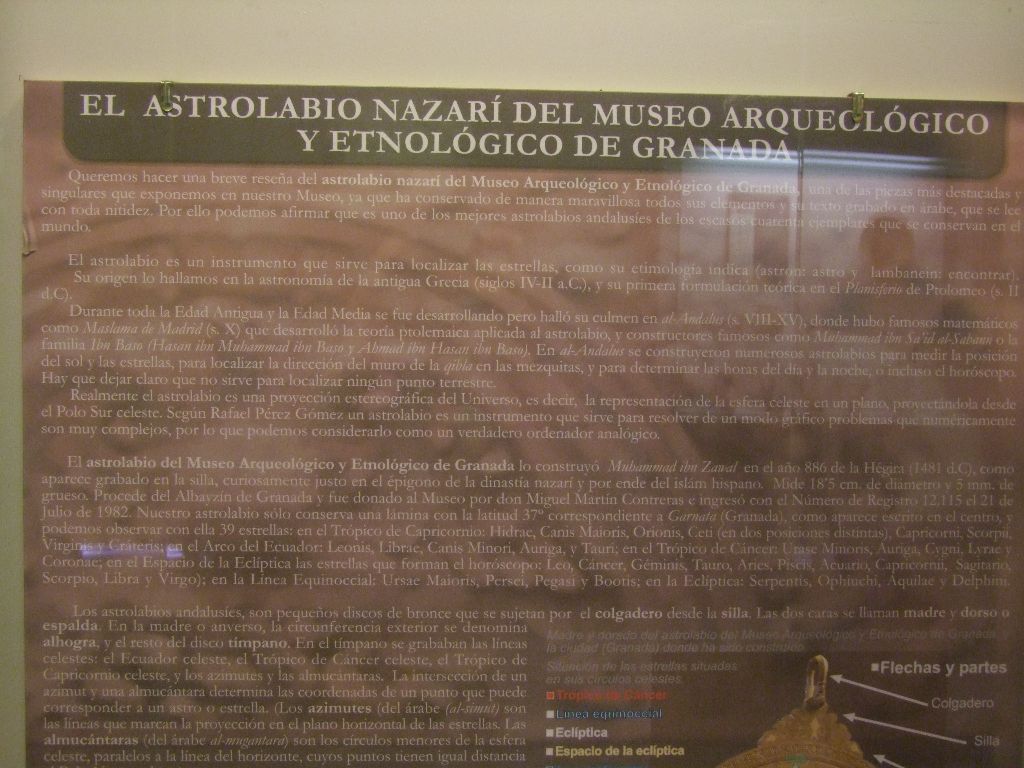 EL ASTROLABIO NAZARÍ DEL MUSEO ARQUEOLÓGICO
Y ETNOLÓGICO DE GRANADA
Queremos hacer una breve reseña del astrolabio nazarí del Museo Arqueológico y Etnológico de Granada, una de las piezas más destacadas y
singulares que exponemos en nuestro Museo, ya que ha conservado de manera maravillosa todos sus elementos y su texto grabado en árabe, que se lee
con toda nitidez. Por ello podemos afirmar que es uno de los mejores astrolabios andalusíes de los escasos cuarenta ejemplares que se conservan en el
mundo.
El astrolabio es un instrumento que sirve para localizar las estrellas, como su etimología indica (astron: astro y lambanein: encontrar).
Su origen lo hallamos en la astronomía de la antigua Grecia (siglos IV-II a.C.), y su primera formulación teórica en el Planisferio de Ptolomeo (s. II
d.C).
Durante toda la Edad Antigua y la Edad Media se fue desarrollando pero halló su culmen en al-Andalus (s. VIII-XV), donde hubo famosos matemáticos
como Maslama de Madrid (s. X) que desarrolló la teoría ptolemaica aplicada al astrolabio, y constructores famosos como Muhammad ibn Sa'id al-Sabann o la
familia Ibn Baso (Hasan ibn Muhammad ibn Baso y Ahmad ibn Hasan ibn Baso). En al-Andalus se construyeron numerosos astrolabios para medir la posición
del sol y las estrellas, para localizar la dirección del muro de la qibla en las mezquitas, y para determinar las horas del día y la noche, o incluso el horóscopo.
Hay que dejar claro que no sirve para localizar ningún punto terrestre.
Realmente el astrolabio es una proyección estereográfica del Universo, es decir, la representación de la esfera celeste en un plano, proyectándola desde
el Polo Sur celeste. Según Rafael Pérez Gómez un astrolabio es un instrumento que sirve para resolver de un modo gráfico problemas que numéricamente
son muy complejos, por lo que podemos considerarlo como un verdadero ordenador analógico.
El astrolabio del Museo Arqueológico y Etnológico de Granada lo construyó Muhammad ibn Zawal en el año 886 de la Hégira (1481 d.C), como
aparece grabado en la silla, curiosamente justo en el epígono de la dinastía nazarí y por ende del islám hispano. Mide 18'5 cm. de diámetro y 5 mm. de
grueso. Procede del Albayzín de Granada y fue donado al Museo por don Miguel Martín Contreras e ingresó con el Número de Registro 12.115 el 21 de
Julio de 1982. Nuestro astrolabio sólo conserva una lámina con la latitud 37º correspondiente a Garnata (Granada), como aparece escrito en el centro, y
podemos observar con ella 39 estrellas: en el Trópico de Capricornio: Hidrae, Canis Maioris, Orionis, Ceti (en dos posiciones distintas), Capricorni, Scorpii,
Virginis y Crateris; en el Arco del Ecuador: Leonis, Librae, Canis Minori, Auriga, y Tauri; en el Trópico de Cáncer: Ursae Minoris, Auriga, Cygni, Lyrae y
Coronae; en el Espacio de la Eclíptica las estrellas que forman el horóscopo: Leo, Cáncer, Géminis, Tauro, Aries, Piscis, Acuario, Capricornii, Sagitario,
Scorpio, Libra y Virgo); en la Línea Equinoccial: Ursae Maioris, Persei, Pegasi y Bootis; en la Eclíptica: Serpentis, Ophiuchi, Aquilae y Delphini.
Los astrolabios andalusíes, son pequeños discos de bronce que se sujetan por el colgadero desde la silla. Las dos caras se llaman madre y dorso o
espalda. En la madre o anverso, la circunferencia exterior se denomina
alhogra, y el resto del disco tímpano. En el tímpano se grababan las líneas
celestes: el Ecuador celeste, el Trópico de Cáncer celeste, el Trópico de
Capricornio celeste, y los azimutes y las almucántaras. La intersección de un
azimut y una almucántara determina las coordenadas de un punto que puede
corresponder a un astro o estrella. (Los azimutes (del árabe (al-simut) son
las líneas que marcan la proyección en el plano horizontal de las estrellas. Las
almucántaras (del árabe al-mugantara) son los círculos menores de la esfera
celeste, paralelos a la línea del horizonte, cuyos puntos tienen igual distancia
Madre y dorso del astrolabio del Museo Arqueológico y Etnológico de Granada, y
la ciudad (Granada) donde ha sido construido.
Situación de las estrellas situadas
en sus círculos celestes.
Trópico de Cáncer
Línea equinoccial
Eclíptica
Espacio de la eclíptica
Flechas y partes
Colgadero
Silla